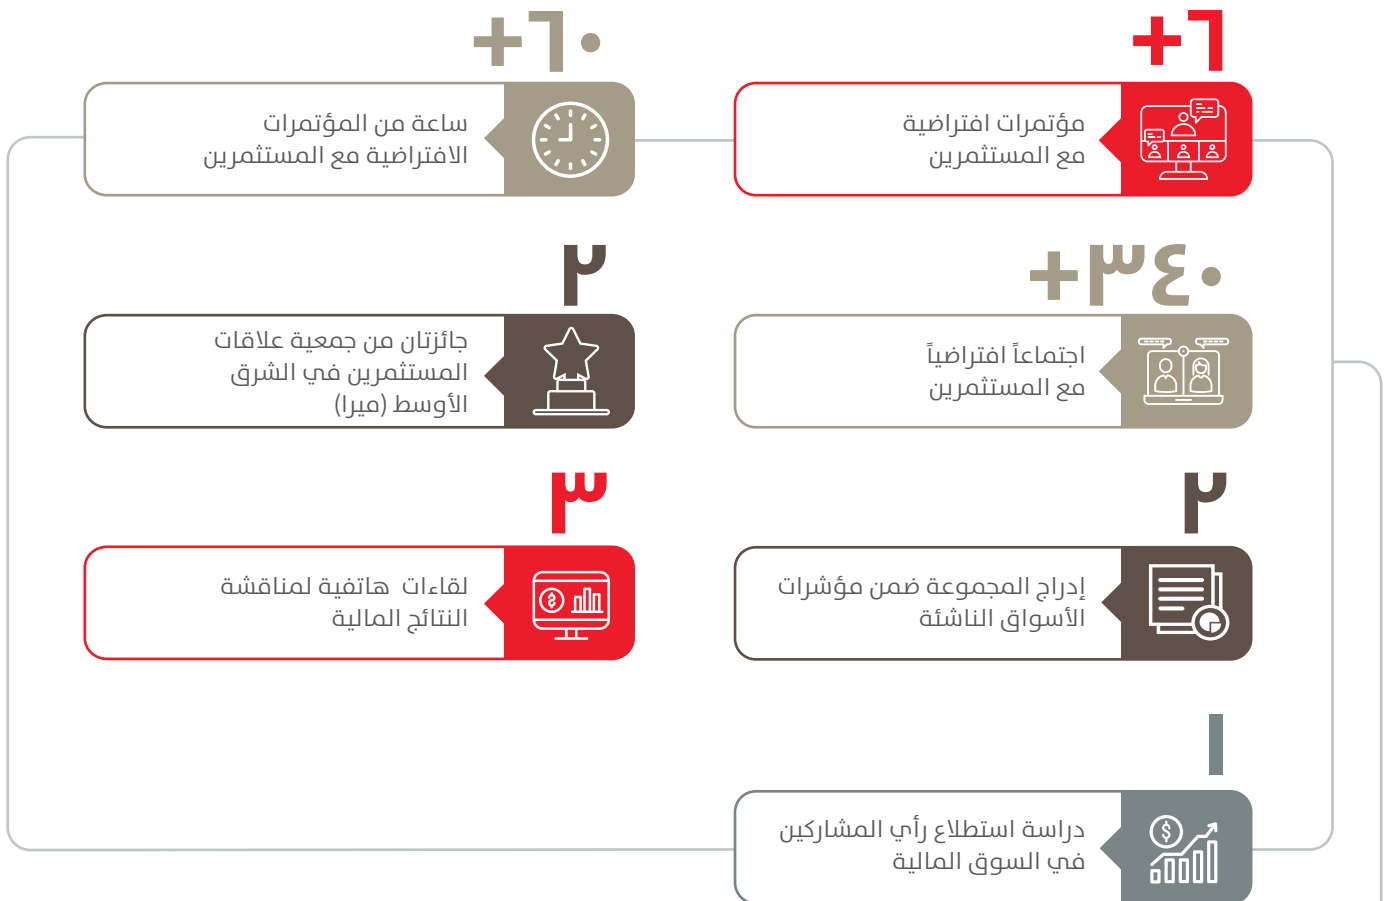 +٦
مؤتمرات افتراضية
مع المستثمرين
+٦٠
ساعة من المؤتمرات
الافتراضية مع المستثمرين
+٣٤٠
اجتماعاً افتراضياً
مع المستثمرين
٢
جائزتان من جمعية علاقات
المستثمرين في الشرق
الأوسط (ميرا)
٢
إدراج المجموعة ضمن مؤشرات
الأسواق الناشئة
٣
لقاءات هاتفية لمناقشة
النتائج المالية
١
دراسة استطلاع رأي المشاركين
في السوق المالية